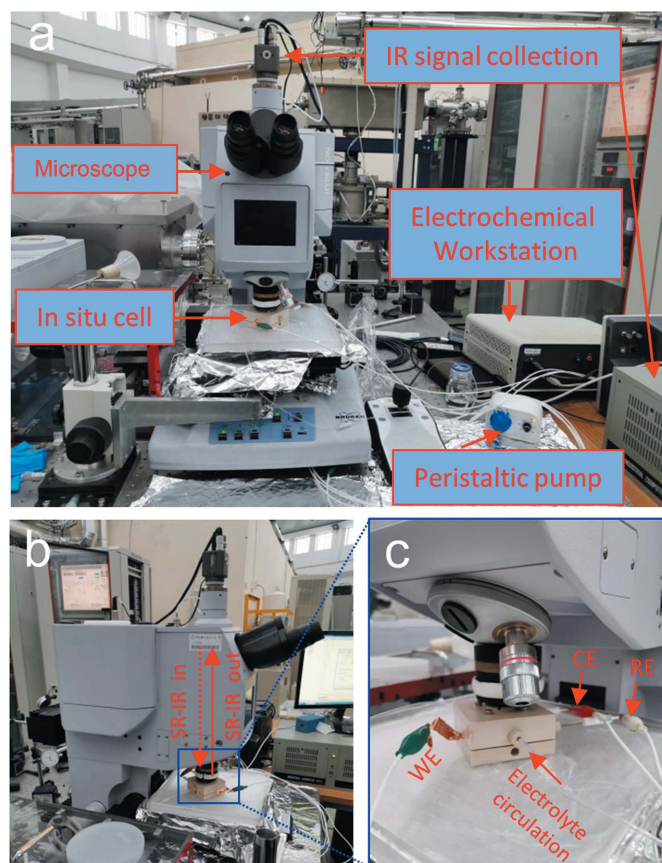 a
IR signal collection
Microscope
Electrochemical
Workstation
In situ cell
BRUKER
Peristaltic pump
b
SR-IR in
SR-IR out
c
CE
RE
WE
Electrolyte
circulation